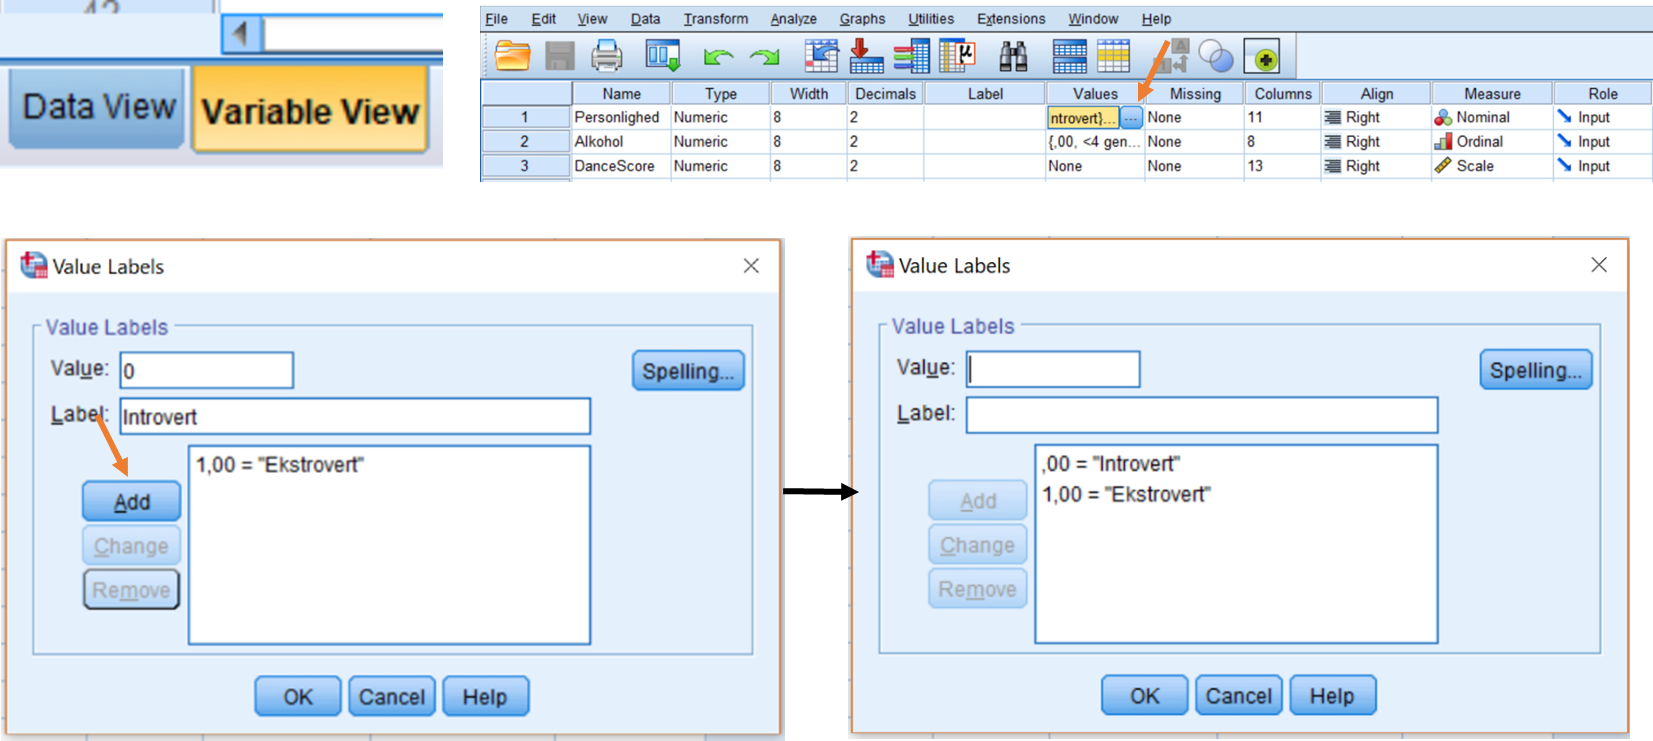 Data View Variable View
File Edit View Data Transform Analyze Graphs Utilities Extensions Window Help
Name Type Width Decimals Label Values Missing Columns Align Measure Role
1 Personlighed Numeric 8 2 ntrovert}... ... None 11 Right Nominal Input
2 Alkohol Numeric 8 2 {,00, <4 gen... None 8 Right Ordinal Input
3 DanceScore Numeric 8 2 None None 13 Right Scale Input
Value Labels
Value Labels
Value: 0 Spelling...
Label: Introvert
1,00 = "Ekstrovert"
Add
Change
Remove
OK Cancel Help
Value Labels
Value Labels
Value: Spelling...
Label:
,00 = "Introvert"
1,00 = "Ekstrovert"
Add
Change
Remove
OK Cancel Help